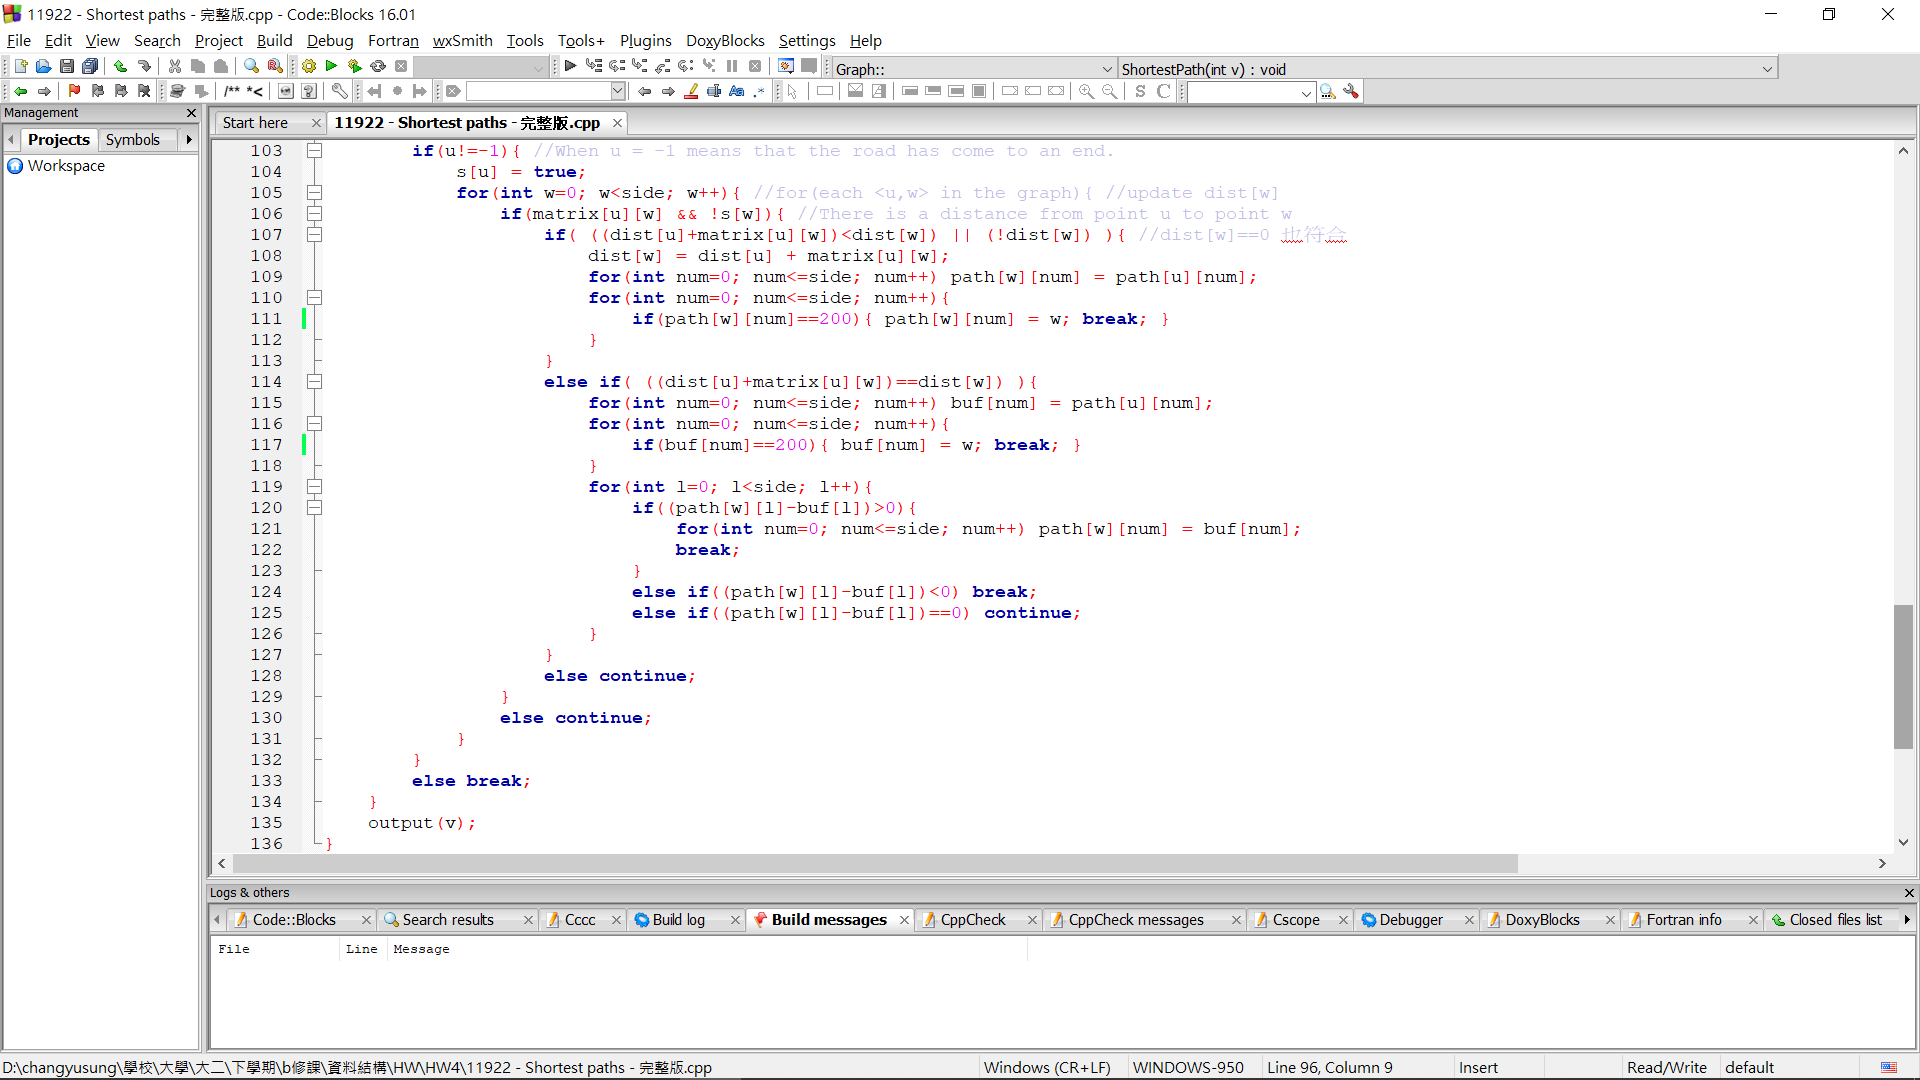 11922 - Shortest paths - 完整版.cpp - Code::Blocks 16.01
File Edit View Search Project Build Debug Fortran wxSmith Tools Tools+ Plugins DoxyBlocks Settings Help
Graph:: ShortestPath(int v) : void
/** *< S C
Management
Start here 11922 - Shortest paths - 完整版.cpp
Projects Symbols
Workspace
103 if(u!=-1){ //When u = -1 means that the road has come to an end.
104 s[u] = true;
105 for(int w=0; w<side; w++){ //for(each <u,w> in the graph){ //update dist[w]
106 if(matrix[u][w] && !s[w]){ //There is a distance from point u to point w
107 if( ((dist[u]+matrix[u][w])<dist[w]) || (!dist[w]) ){ //dist[w]==0 也符合
108 dist[w] = dist[u] + matrix[u][w];
109 for(int num=0; num<=side; num++) path[w][num] = path[u][num];
110 for(int num=0; num<=side; num++){
111 if(path[w][num]==200){ path[w][num] = w; break; }
112 }
113 }
114 else if( ((dist[u]+matrix[u][w])==dist[w]) ){
115 for(int num=0; num<=side; num++) buf[num] = path[u][num];
116 for(int num=0; num<=side; num++){
117 if(buf[num]==200){ buf[num] = w; break; }
118 }
119 for(int l=0; l<side; l++){
120 if((path[w][l]-buf[l])>0){
121 for(int num=0; num<=side; num++) path[w][num] = buf[num];
122 break;
123 }
124 else if((path[w][l]-buf[l])<0) break;
125 else if((path[w][l]-buf[l])==0) continue;
126 }
127 }
128 else continue;
129 }
130 else continue;
131 }
132 }
133 else break;
134 }
135 output(v);
136 }
Logs & others
Code::Blocks Search results Cccc Build log Build messages CppCheck CppCheck messages Cscope Debugger DoxyBlocks Fortran info Closed files list
File Line Message
D:\changyusung\學校\大學\大二\下學期\b修課\資料結構\HW\HW4\11922 - Shortest paths - 完整版.cpp Windows (CR+LF) WINDOWS-950 Line 96, Column 9 Insert Read/Write default